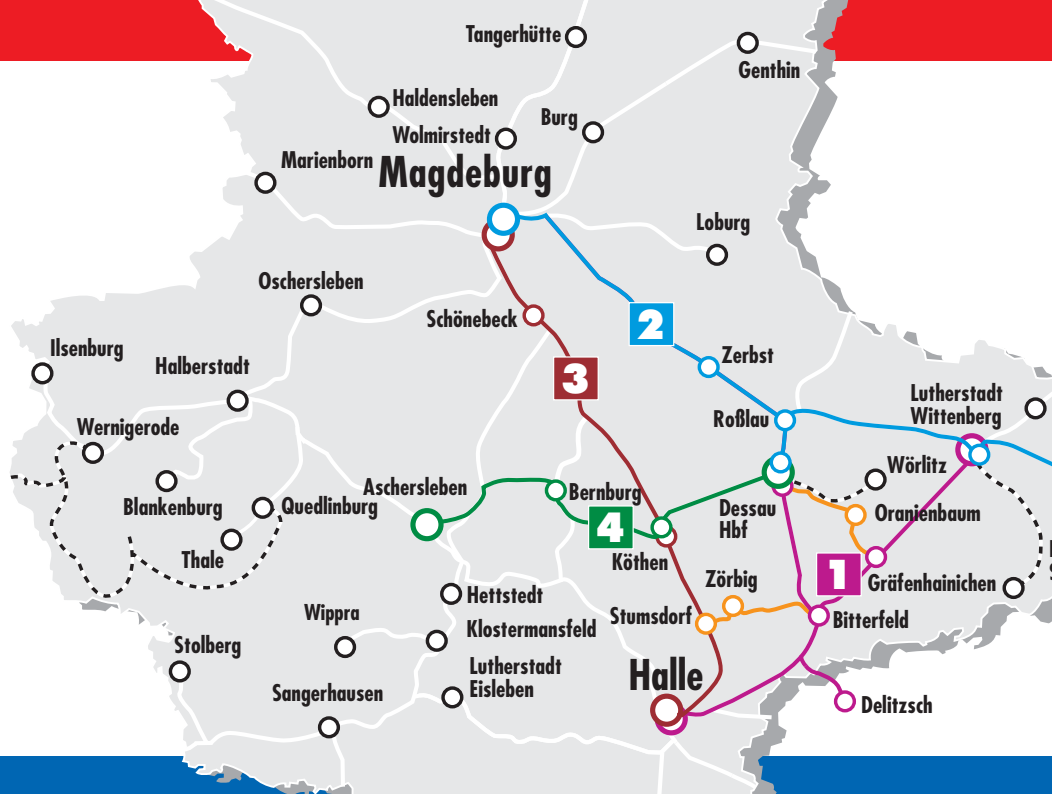 Tangerhütte
Genthin
Haldensleben
Burg
Wolmirstedt
Marienborn
Magdeburg
Loburg
Oschersleben
Schönebeck
2
Ilsenburg
Zerbst
Halberstadt
3
Lutherstadt
Wittenberg
Roßlau
Wernigerode
Wörlitz
Aschersleben
Bernburg
Blankenburg
Quedlinburg
Dessau
Hbf
Oranienbaum
4
Thale
Köthen
1
Zörbig
Gräfenhainichen
Hettstedt
Wippra
Stumsdorf
Bitterfeld
Klostermansfeld
Stolberg
Lutherstadt
Eisleben
Halle
Sangerhausen
Delitzsch